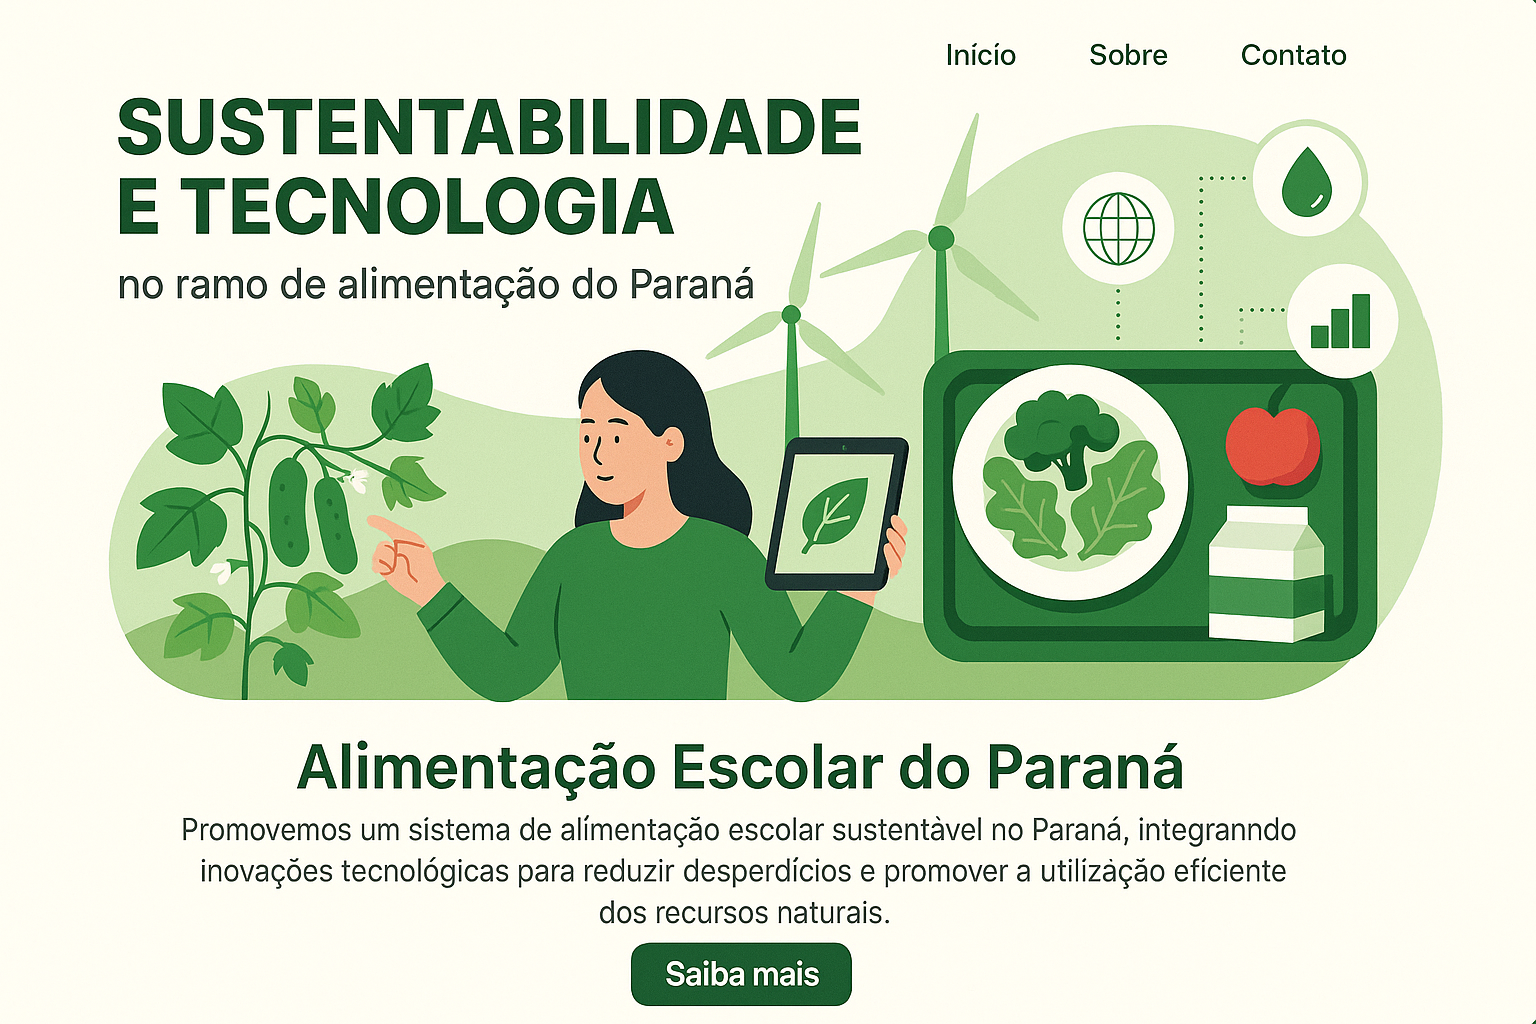 Início Sobre Contato
SUSTENTABILIDADE
E TECNOLOGIA
no ramo de alimentação do Paraná
Alimentação Escolar do Paraná
Promovemos um sistema de alímentação escolar sustentàvel no Paraná, integranndo
inovações tecnológicas para reduzir desperdícios e promover a utilízàção efíciente
dos recursos naturais.
Saiba mais